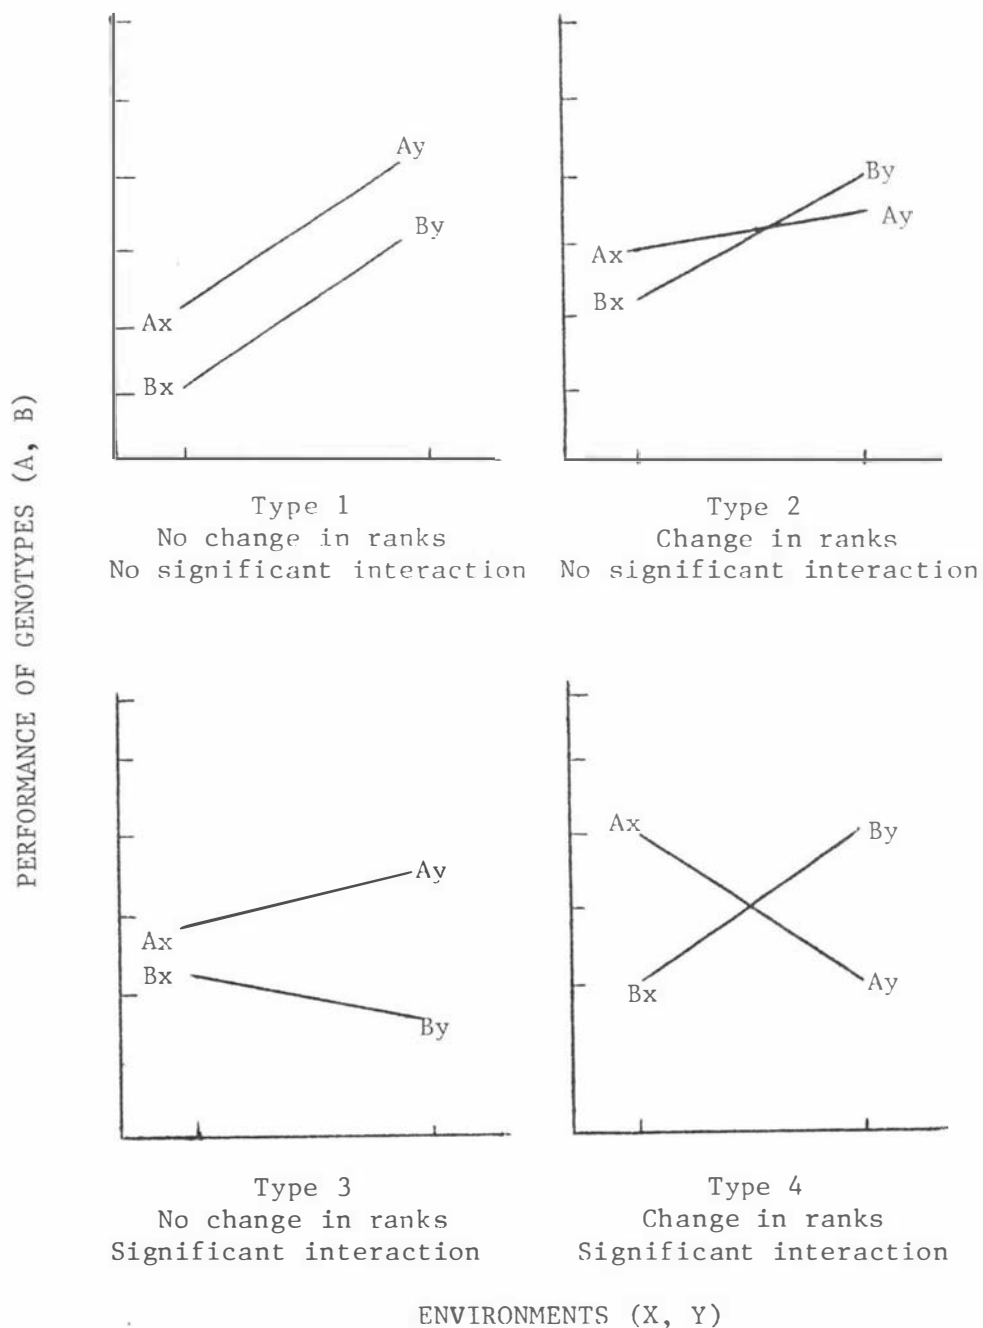 PERFORMANCE OF GENOTYPES (A, B)
Ay
By
Ax
Bx
Type 1
No change in ranks
No significant interaction
By
Ay
Ax
Bx
Type 2
Change in ranks
No significant interaction
Ay
Ax
Bx
By
Type 3
No change in ranks
Significant interaction
Ax
By
Bx
Ay
Type 4
Change in ranks
Significant interaction
ENVIRONMENTS (X, Y)